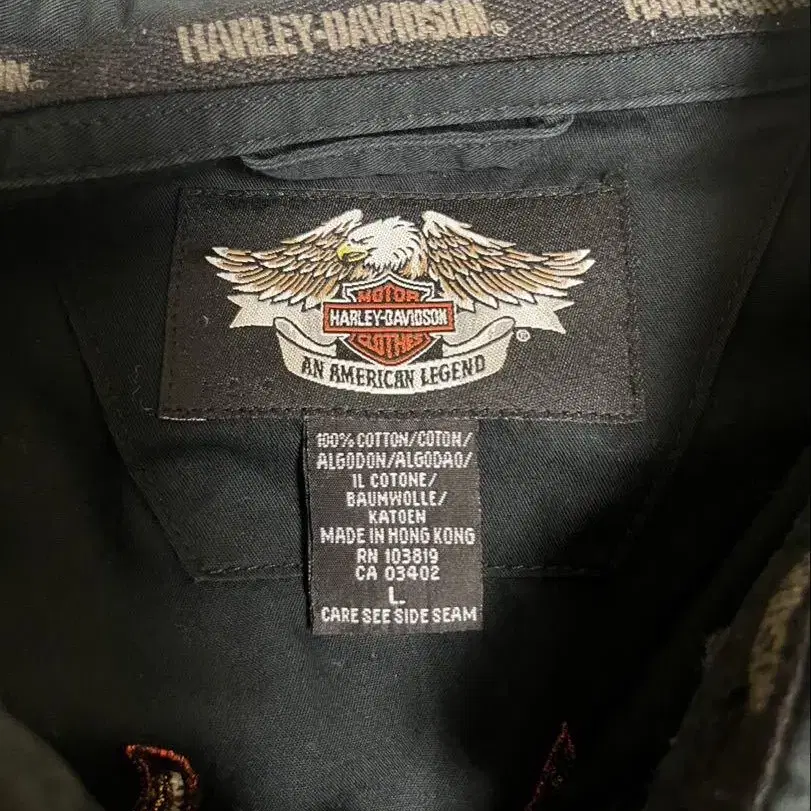 HARLEY-DAVIDSON®
MOTOR
HARLEY-DAVIDSON
CLOTHES
®
AN AMERICAN LEGEND
100% COTTON/COTON/
ALGODON/ALGODAO/
IL COTONE/
BAUMWOLLE/
KATOEN
MADE IN HONG KONG
RN 103819
CA 03402
L.
CARE SEE SIDE SEAM